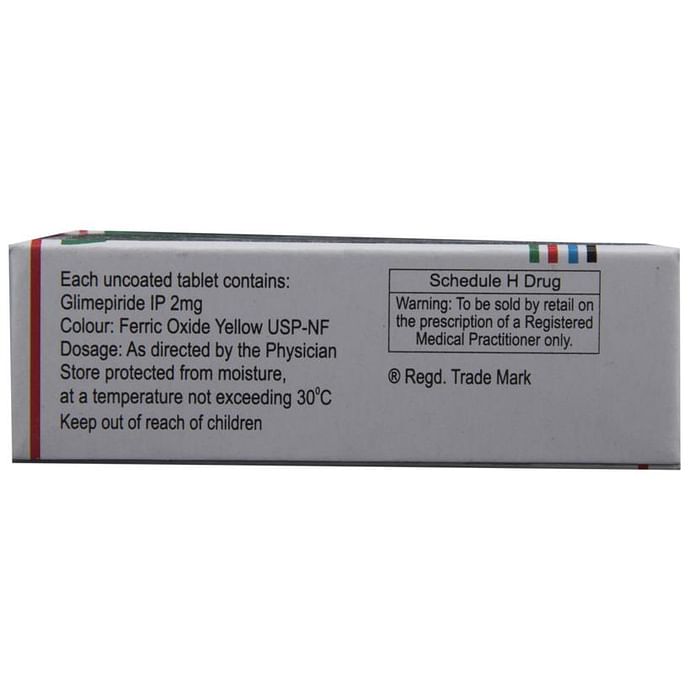 Each uncoated tablet contains:
Glimepiride IP 2mg
Colour: Ferric Oxide Yellow USP-NF
Dosage: As directed by the Physician
Store protected from moisture,
at a temperature not exceeding 30⁰C
Keep out of reach of children
Schedule H Drug
Warning: To be sold by retail on
the prescription of a Registered
Medical Practitioner only.
® Regd. Trade Mark